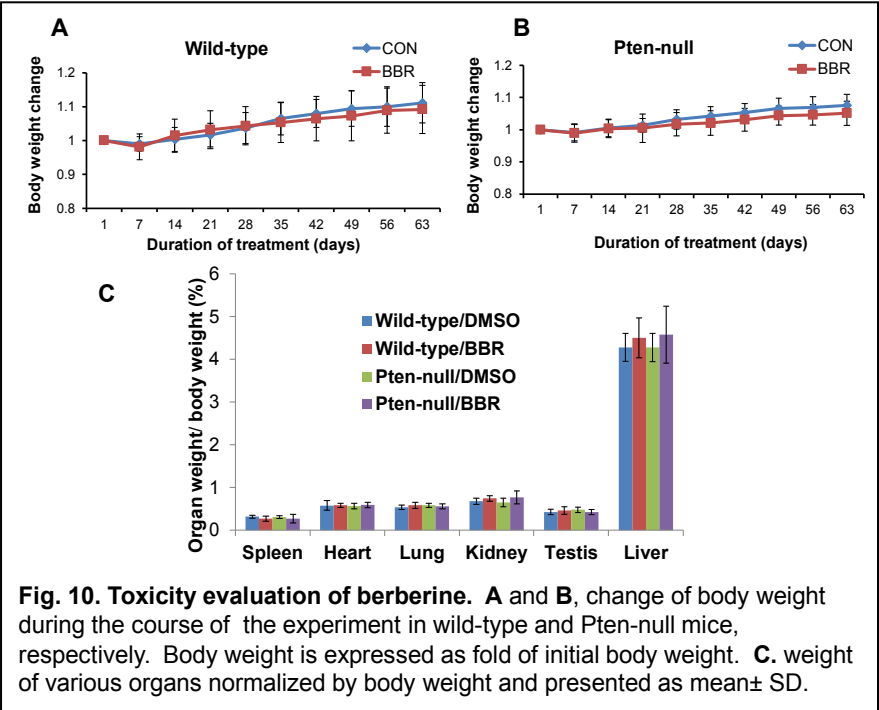 A
Wild-type
CON
BBR
Body weight change
1.2
1.1
1
0.9
0.8
1 7 14 21 28 35 42 49 56 63
Duration of treatment (days)
B
Pten-null
CON
BBR
Body weight change
1.2
1.1
1
0.9
0.8
1 7 14 21 28 35 42 49 56 63
Duration of treatment (days)
C
Organ weight/ body weight (%)
6
5
4
3
2
1
0
Wild-type/DMSO
Wild-type/BBR
Pten-null/DMSO
Pten-null/BBR
Spleen Heart Lung Kidney Testis Liver
Fig. 10. Toxicity evaluation of berberine. A and B, change of body weight
during the course of the experiment in wild-type and Pten-null mice,
respectively. Body weight is expressed as fold of initial body weight. C. weight
of various organs normalized by body weight and presented as mean± SD.